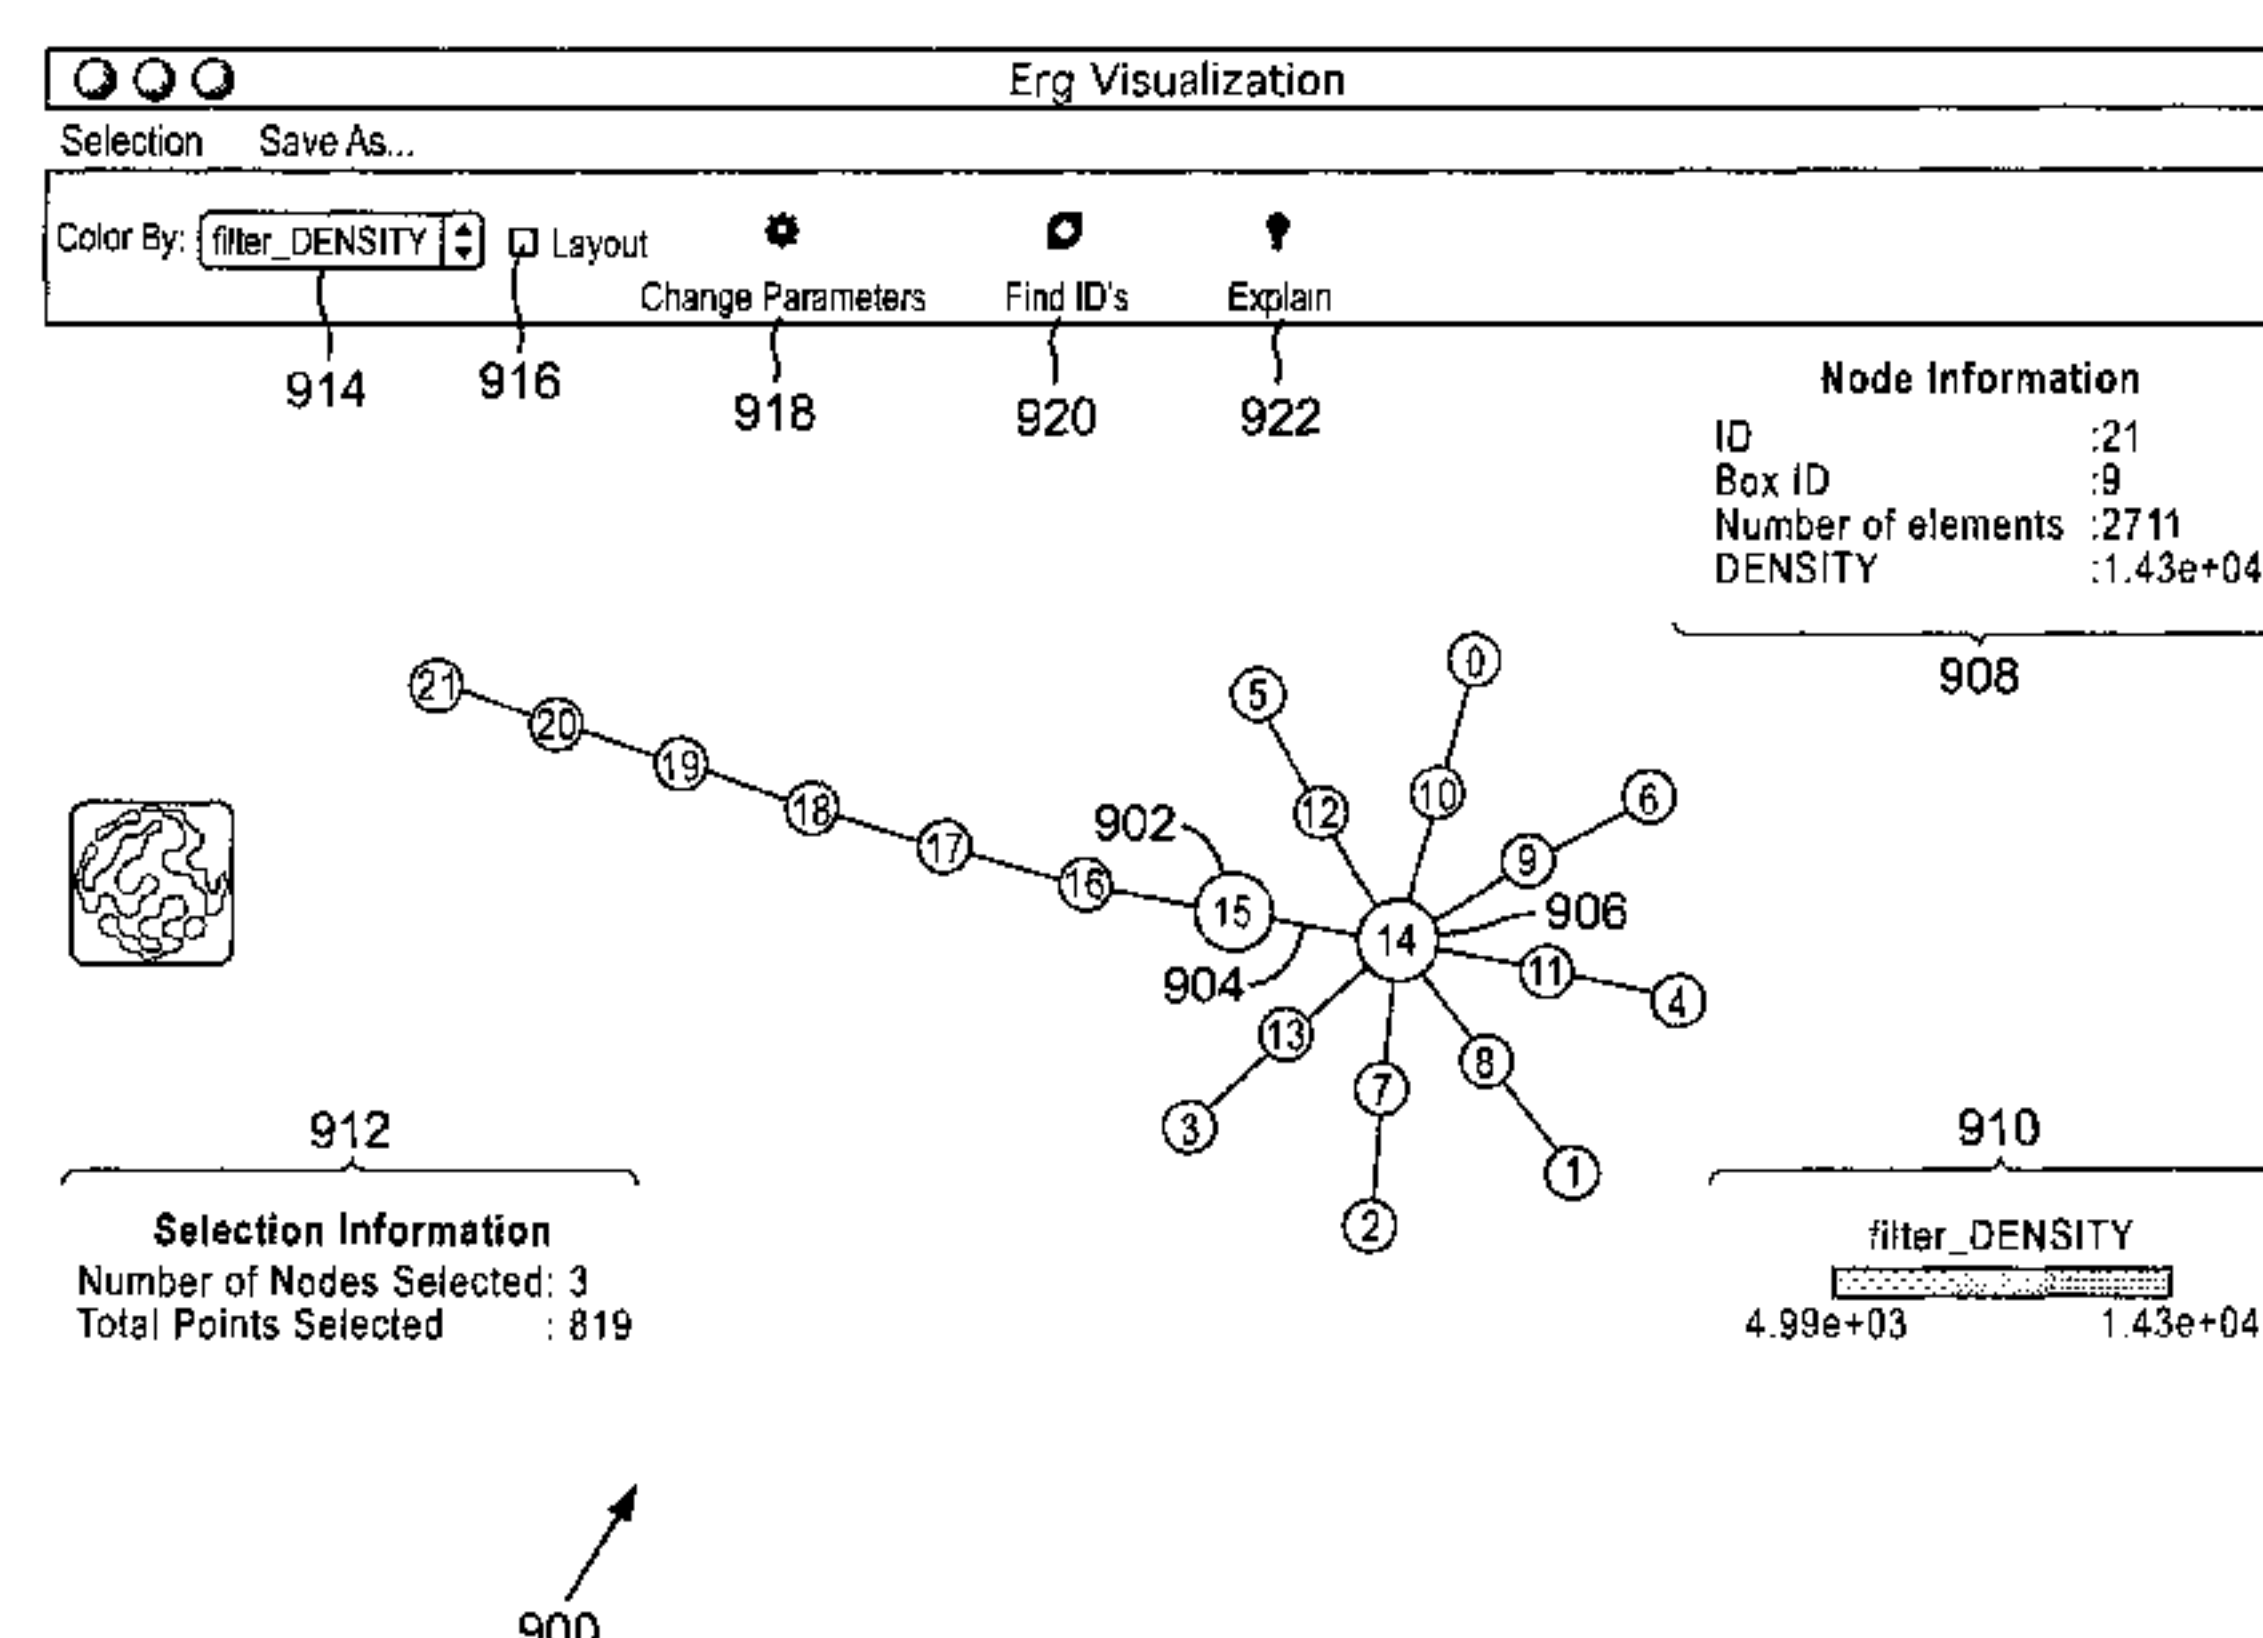 Erg Visualization
Selection Save As...
Color By: filter_DENSITY Layout
Change Parameters Find ID's Explain
914 916 918 920 922
Node Information
ID :21
Box ID :9
Number of elements :2711
DENSITY :1.43e+04
908
0
5
21
20
19
18
17
16
902
15
12
10
6
9
906
14
904
11
4
13
8
7
3
1
2
912
Selection Information
Number of Nodes Selected: 3
Total Points Selected : 819
910
filter_DENSITY
4.99e+03 1.43e+04
900